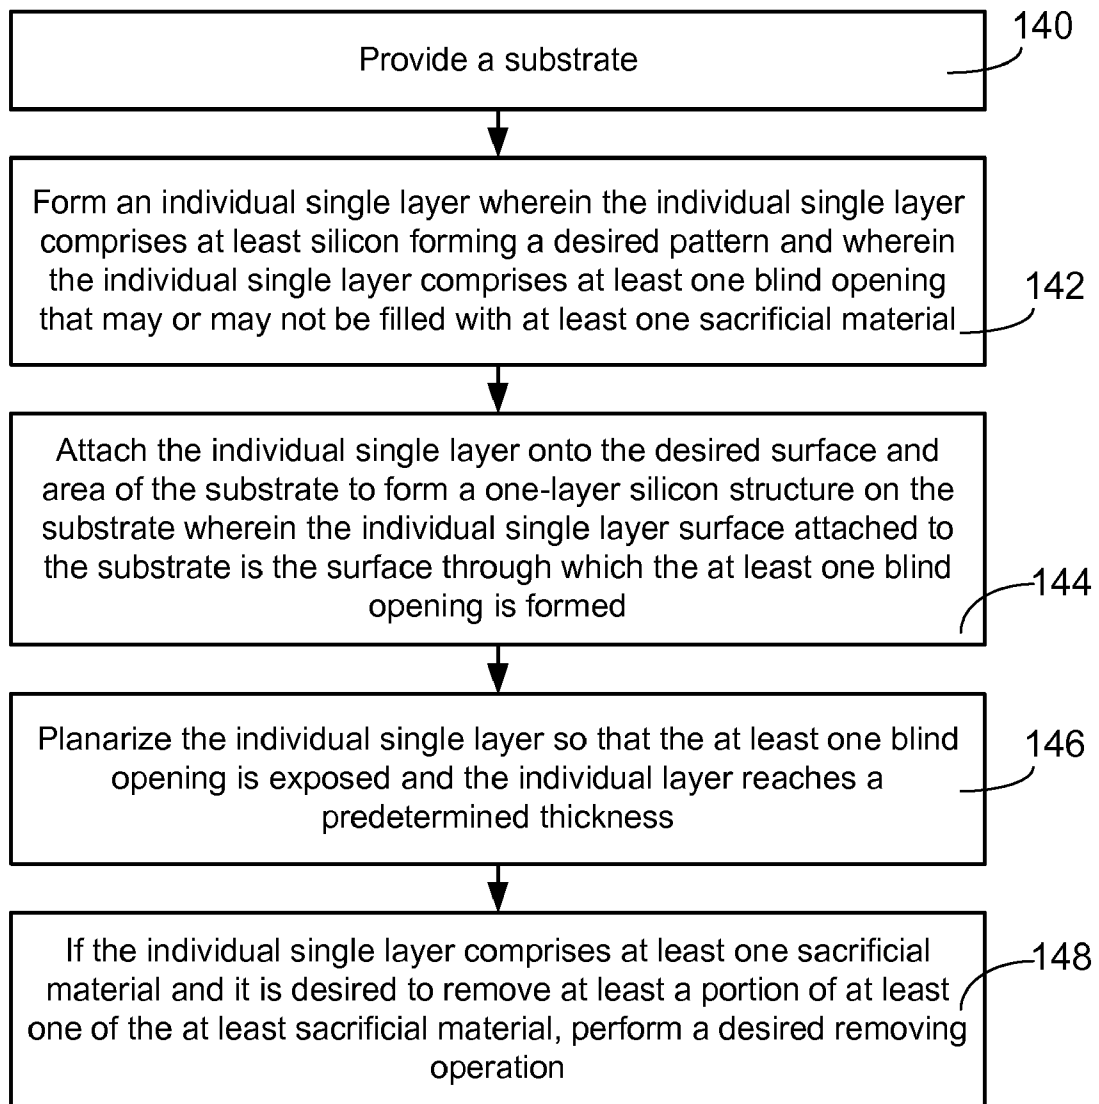 Provide a substrate
140
Form an individual single layer wherein the individual single layer
comprises at least silicon forming a desired pattern and wherein
the individual single layer comprises at least one blind opening
that may or may not be filled with at least one sacrificial material
142
Attach the individual single layer onto the desired surface and
area of the substrate to form a one-layer silicon structure on the
substrate wherein the individual single layer surface attached to
the substrate is the surface through which the at least one blind
opening is formed
144
Planarize the individual single layer so that the at least one blind
opening is exposed and the individual layer reaches a
predetermined thickness
146
If the individual single layer comprises at least one sacrificial
material and it is desired to remove at least a portion of at least
one of the at least sacrificial material, perform a desired removing
operation
148